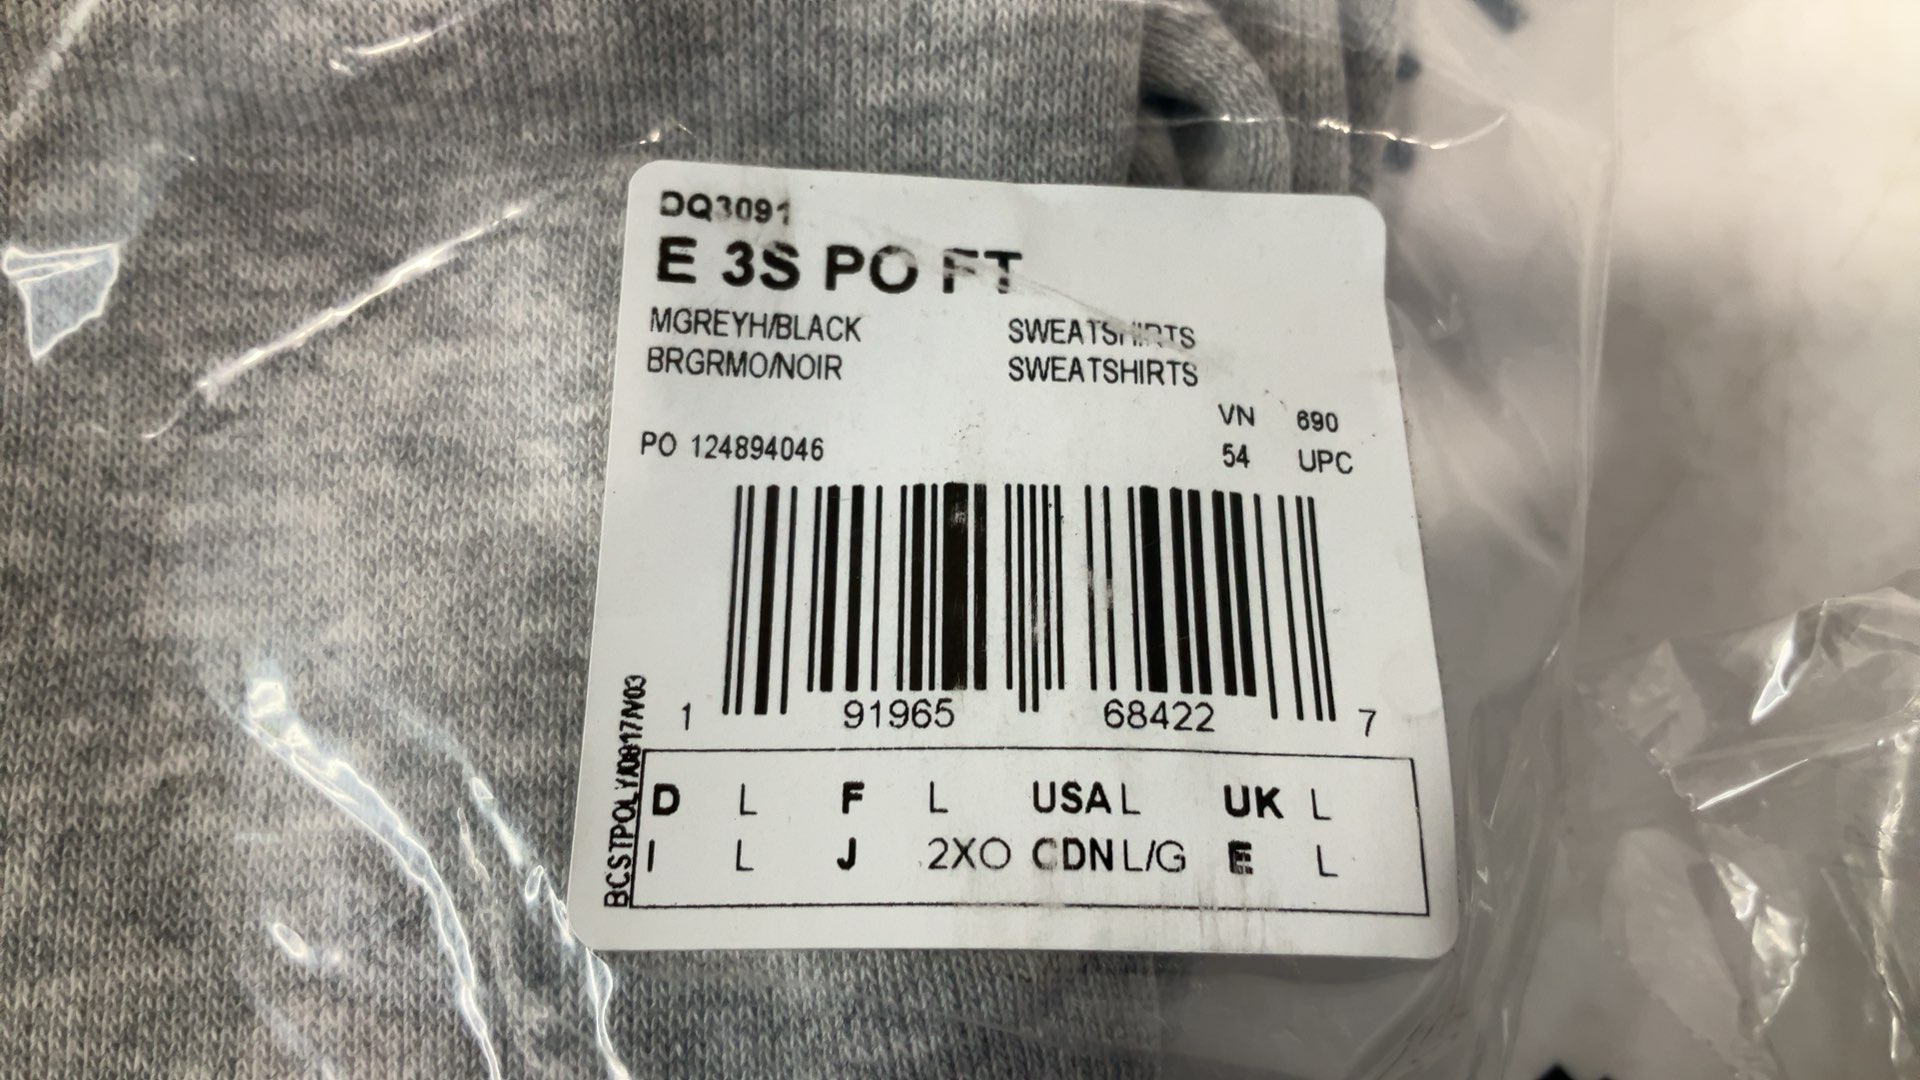 DQ3091
E 3S PO FT
MGREYH/BLACK SWEATSHIRTS
BRGRMO/NOIR SWEATSHIRTS
VN 690
PO 124894046 54 UPC
1 91965 68422 7
BCSTPOLY/0817/V03
D L F L USA L UK L
I L J 2XO CDN L/G E L